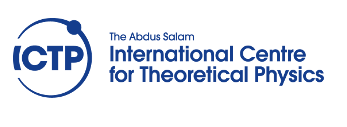 ICTP
The Abdus Salam
International Centre
for Theoretical Physics